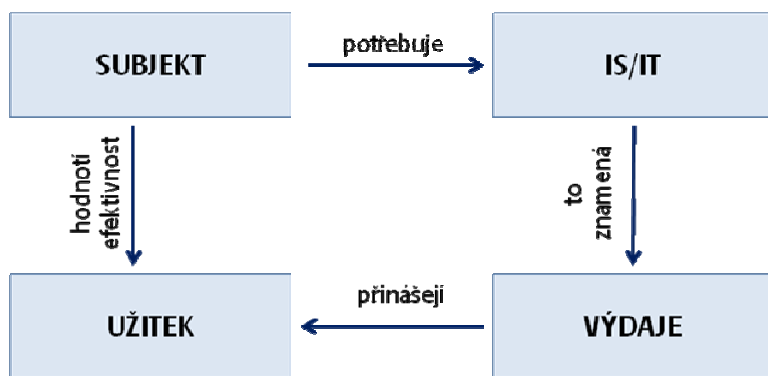 SUBJEKT
potřebuje
IS/IT
hodnotí
efektivnost
to
znamená
UŽITEK
přinášejí
VÝDAJE